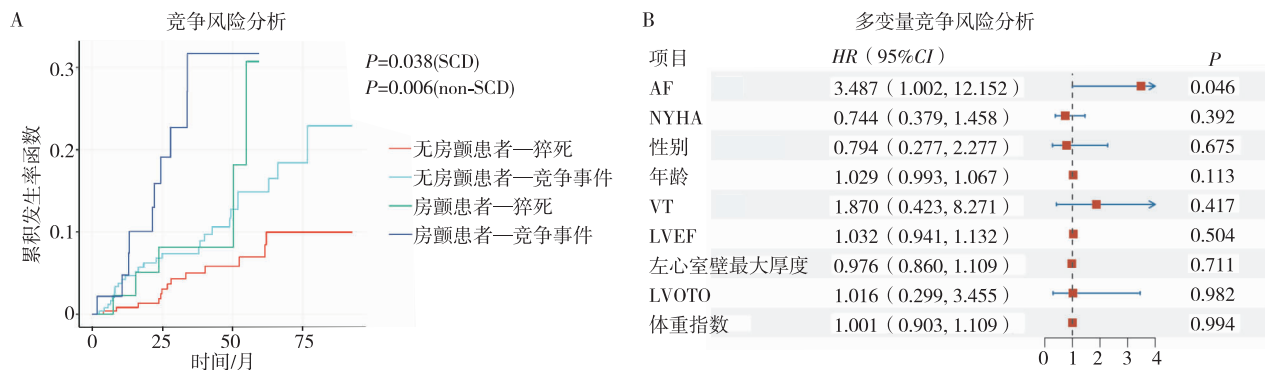 A
竞争风险分析
P=0.038(SCD)
P=0.006(non-SCD)
无房颤患者—猝死
无房颤患者—竞争事件
房颤患者—猝死
房颤患者—竞争事件
累积发生率函数
0.3
0.2
0.1
0
0 25 50 75
时间/月
B
多变量竞争风险分析
项目 HR（95%CI） P
AF 3.487（1.002, 12.152） 0.046
NYHA 0.744（0.379, 1.458） 0.392
性别 0.794（0.277, 2.277） 0.675
年龄 1.029（0.993, 1.067） 0.113
VT 1.870（0.423, 8.271） 0.417
LVEF 1.032（0.941, 1.132） 0.504
左心室壁最大厚度 0.976（0.860, 1.109） 0.711
LVOTO 1.016（0.299, 3.455） 0.982
体重指数 1.001（0.903, 1.109） 0.994
0 1 2 3 4